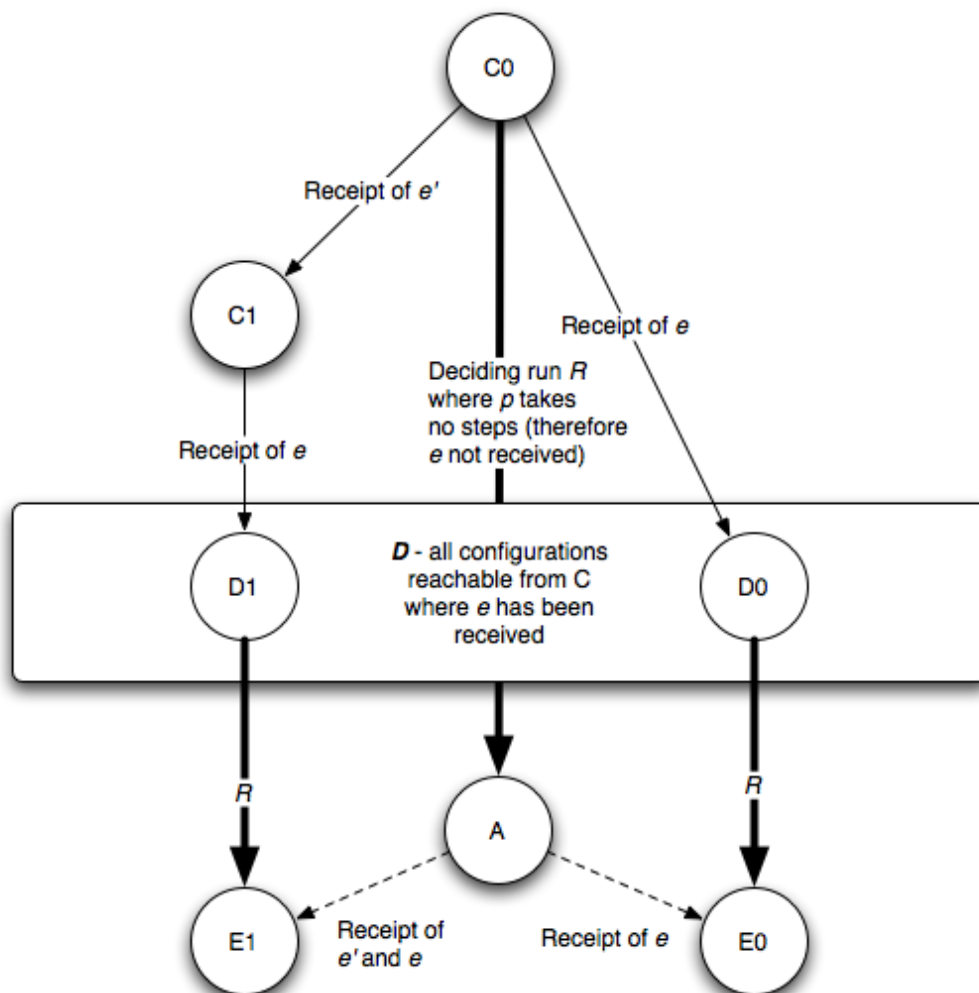 C0
Receipt of e'
C1
Receipt of e
Deciding run R
where p takes
no steps (therefore
e not received)
Receipt of e
D - all configurations
reachable from C
where e has been
received
D1
D0
R
R
A
Receipt of
e' and e
Receipt of e
E1
E0